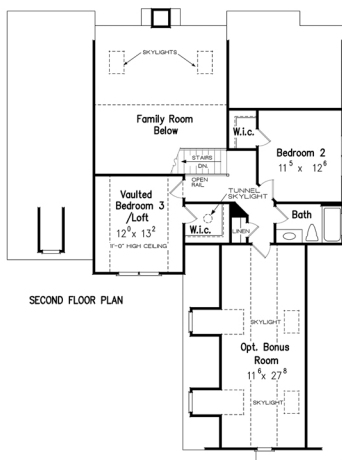 SKYLIGHTS
Family Room
Below
W.i.c.
Bedroom 2
11⁵ x 12⁶
STAIRS
DN.
OPEN
RAIL
TUNNEL
SKYLIGHT
Vaulted
Bedroom 3
/Loft
12⁰ x 13²
11'-0" HIGH CEILING
W.i.c.
LINEN
Bath
SECOND FLOOR PLAN
SKYLIGHT
Opt. Bonus
Room
11⁶ x 27⁸
SKYLIGHT